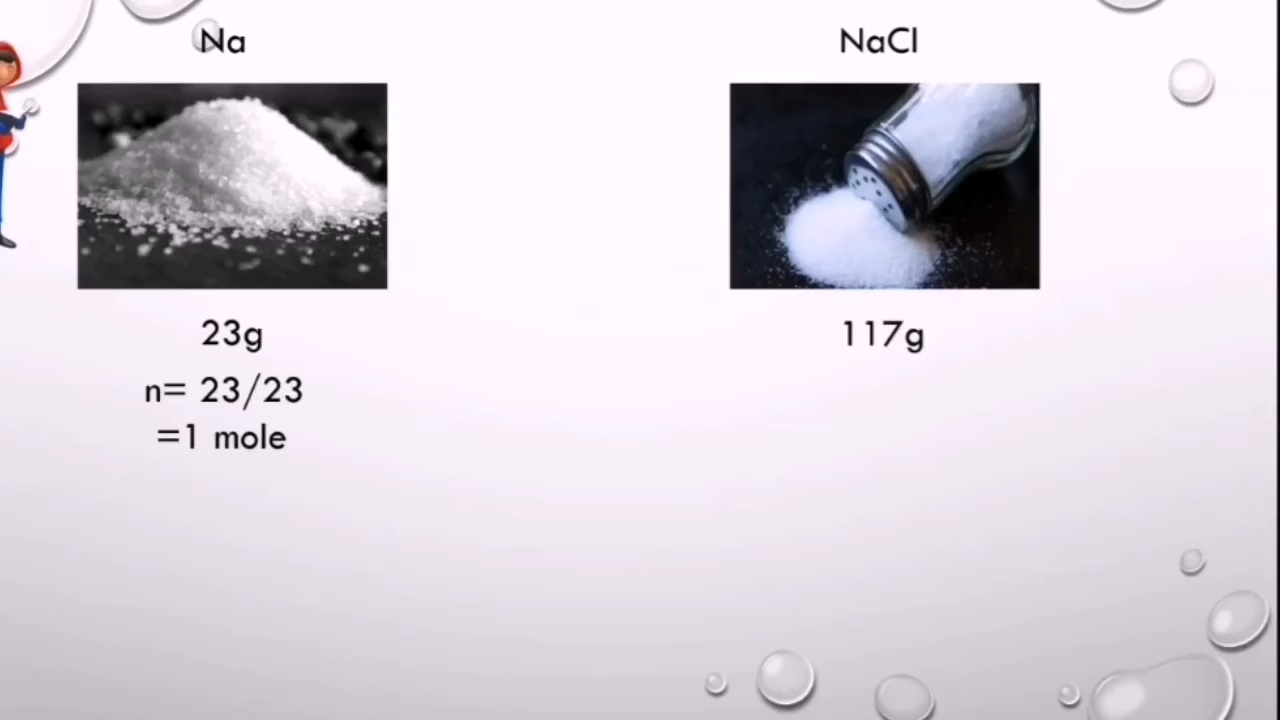 Na
NaCl
23g
117g
n= 23/23
=1 mole